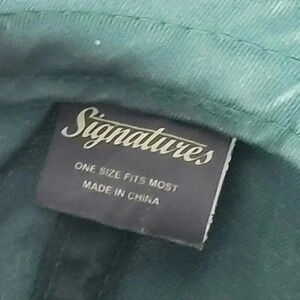 Signatures
ONE SIZE FITS MOST
MADE IN CHINA